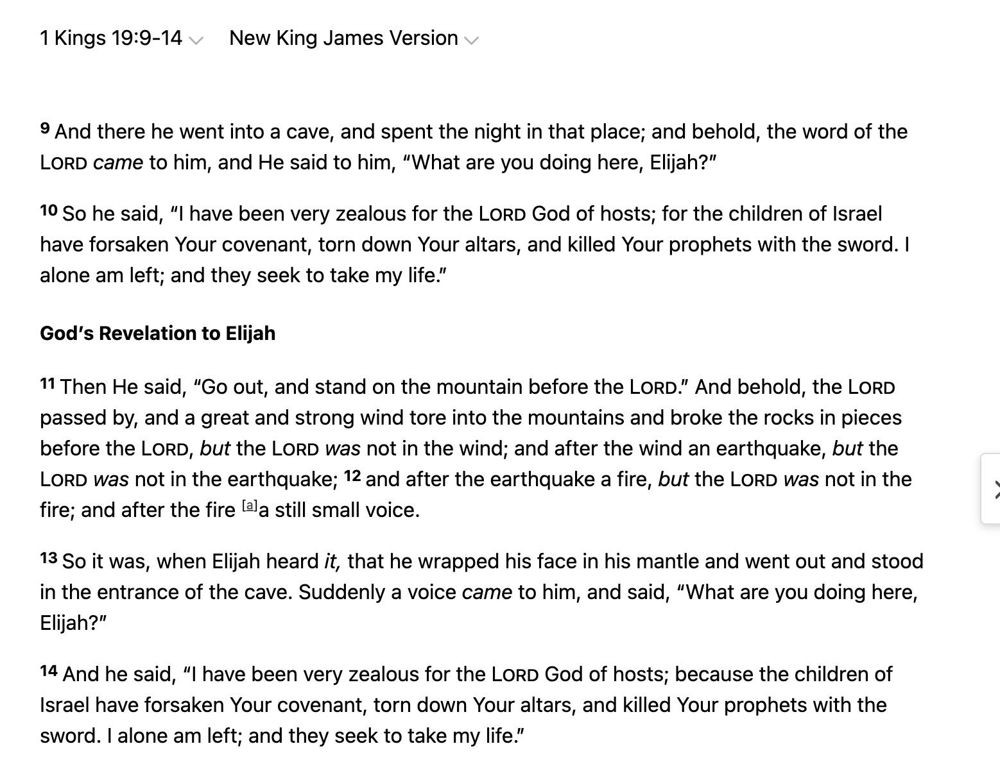 1 Kings 19:9-14 New King James Version
9 And there he went into a cave, and spent the night in that place; and behold, the word of the
LORD came to him, and He said to him, “What are you doing here, Elijah?”
10 So he said, “I have been very zealous for the LORD God of hosts; for the children of Israel
have forsaken Your covenant, torn down Your altars, and killed Your prophets with the sword. I
alone am left; and they seek to take my life.”
God’s Revelation to Elijah
11 Then He said, “Go out, and stand on the mountain before the LORD.” And behold, the LORD
passed by, and a great and strong wind tore into the mountains and broke the rocks in pieces
before the LORD, but the LORD was not in the wind; and after the wind an earthquake, but the
LORD was not in the earthquake; 12 and after the earthquake a fire, but the LORD was not in the
fire; and after the fire [a]a still small voice.
13 So it was, when Elijah heard it, that he wrapped his face in his mantle and went out and stood
in the entrance of the cave. Suddenly a voice came to him, and said, “What are you doing here,
Elijah?”
14 And he said, “I have been very zealous for the LORD God of hosts; because the children of
Israel have forsaken Your covenant, torn down Your altars, and killed Your prophets with the
sword. I alone am left; and they seek to take my life.”